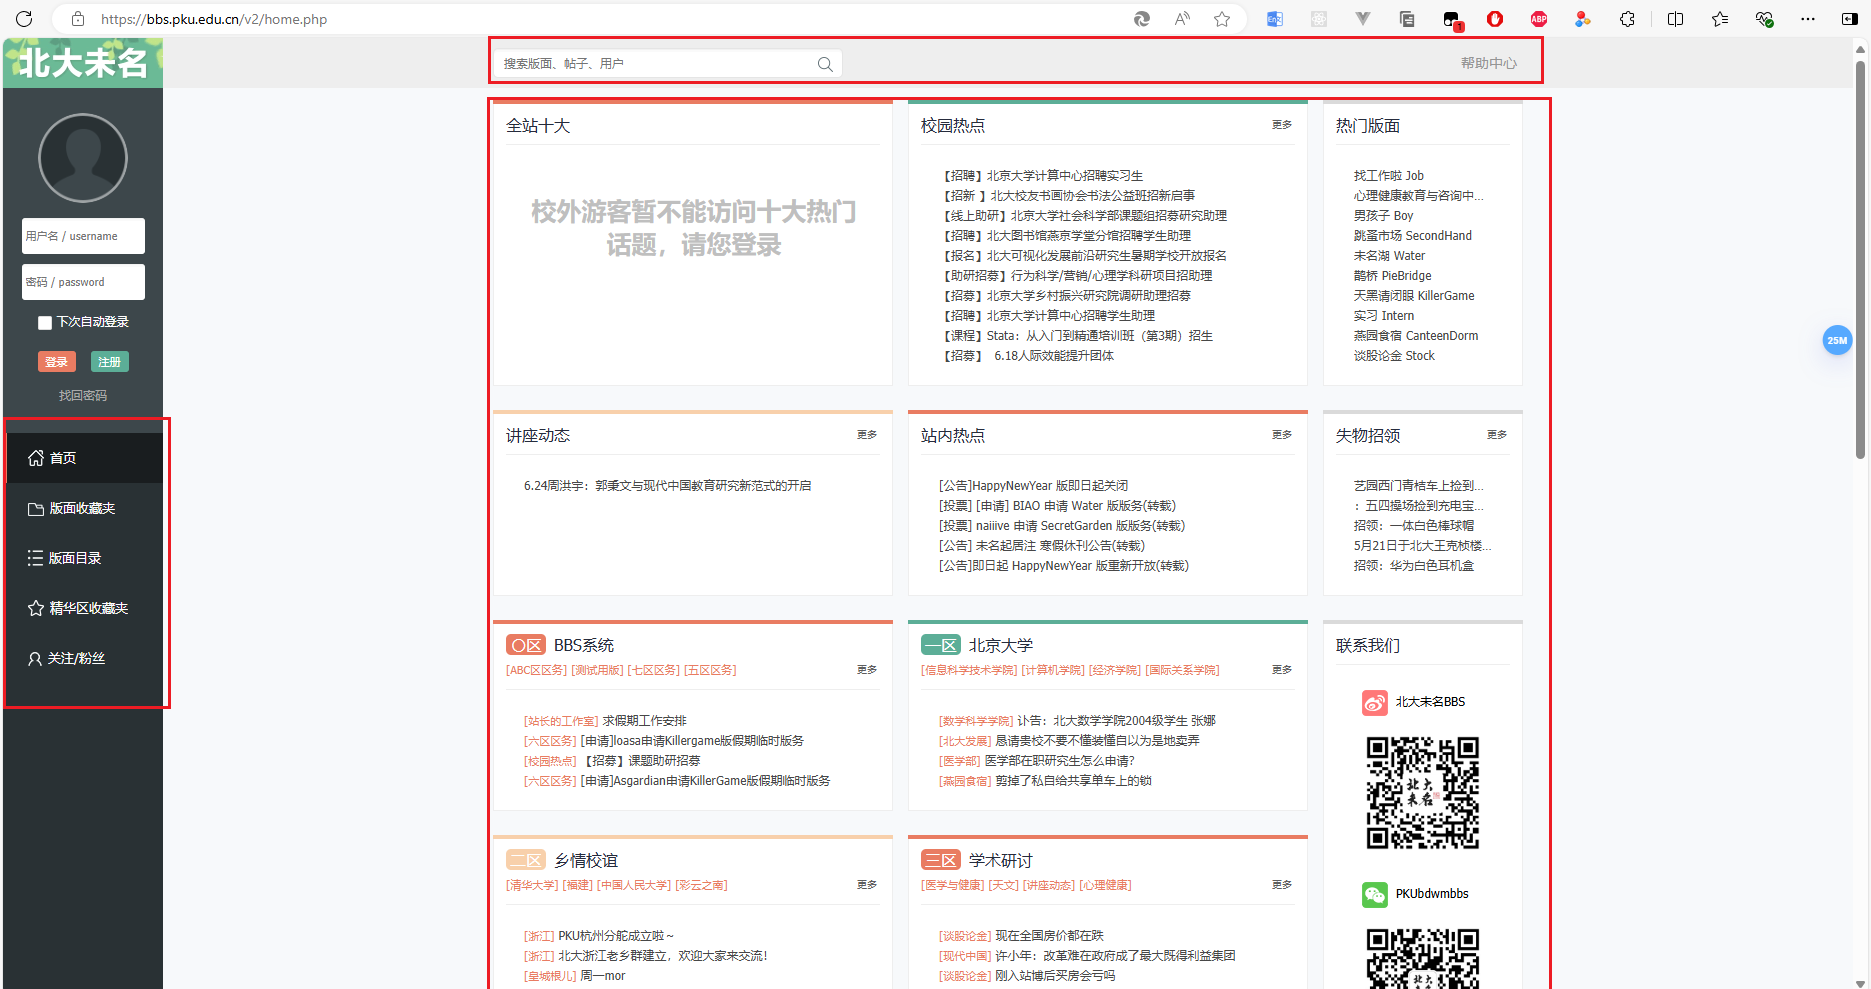 https://bbs.pku.edu.cn/v2/home.php
1
ABP
北大未名
搜索版面、帖子、用户
帮助中心
用户名 / username
密码 / password
下次自动登录
登录 注册
找回密码
首页
版面收藏夹
版面目录
精华区收藏夹
关注/粉丝
全站十大
校外游客暂不能访问十大热门
话题，请您登录
校园热点 更多
【招聘】北京大学计算中心招聘实习生
【招新 】北大校友书画协会书法公益班招新启事
【线上助研】北京大学社会科学部课题组招募研究助理
【招聘】北大图书馆燕京学堂分馆招聘学生助理
【报名】北大可视化发展前沿研究生暑期学校开放报名
【助研招募】行为科学/营销/心理学科研项目招助理
【招募】北京大学乡村振兴研究院调研助理招募
【招聘】北京大学计算中心招聘学生助理
【课程】Stata：从入门到精通培训班（第3期）招生
【招募】 6.18人际效能提升团体
热门版面
找工作啦 Job
心理健康教育与咨询中...
男孩子 Boy
跳蚤市场 SecondHand
未名湖 Water
鹊桥 PieBridge
天黑请闭眼 KillerGame
实习 Intern
燕园食宿 CanteenDorm
谈股论金 Stock
25M
讲座动态 更多
6.24周洪宇：郭秉文与现代中国教育研究新范式的开启
站内热点 更多
[公告]HappyNewYear 版即日起关闭
[投票] [申请] BIAO 申请 Water 版版务(转载)
[投票] naiiive 申请 SecretGarden 版版务(转载)
[公告] 未名起居注 寒假休刊公告(转载)
[公告]即日起 HappyNewYear 版重新开放(转载)
失物招领 更多
艺园西门青桔车上捡到...
：五四操场捡到充电宝...
招领：一体白色棒球帽
5月21日于北大王克桢楼...
招领：华为白色耳机盒
〇区 BBS系统
[ABC区区务] [测试用版] [七区区务] [五区区务] 更多
[站长的工作室] 求假期工作安排
[六区区务] [申请]loasa申请Killergame版假期临时版务
[校园热点] 【招募】课题助研招募
[六区区务] [申请]Asgardian申请KillerGame版假期临时版务
一区 北京大学
[信息科学技术学院] [计算机学院] [经济学院] [国际关系学院] 更多
[数学科学学院] 讣告：北大数学学院2004级学生 张娜
[北大发展] 恳请贵校不要不懂装懂自以为是地卖弄
[医学部] 医学部在职研究生怎么申请？
[燕园食宿] 剪掉了私自给共享单车上的锁
联系我们
北大未名BBS
北大
未名
PKUbdwmbbs
二区 乡情校谊
[清华大学] [福建] [中国人民大学] [彩云之南] 更多
[浙江] PKU杭州分舵成立啦～
[浙江] 北大浙江老乡群建立，欢迎大家来交流！
[皇城根儿] 周一mor
三区 学术研讨
[医学与健康] [天文] [讲座动态] [心理健康] 更多
[谈股论金] 现在全国房价都在跌
[现代中国] 许小年：改革难在政府成了最大既得利益集团
[谈股论金] 刚入站博后买房会亏吗